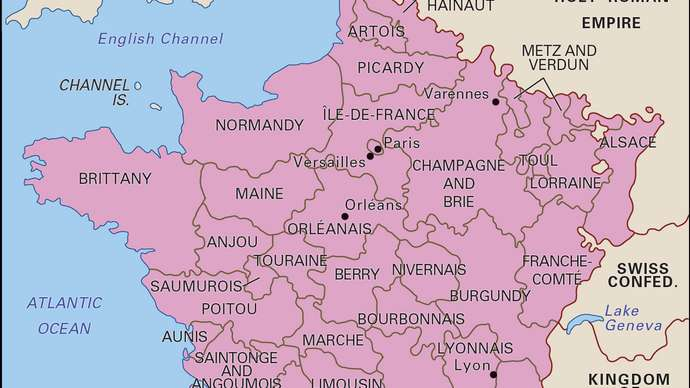 HAINAUT
HOLY ROMAN
EMPIRE
ARTOIS
English Channel
METZ AND
VERDUN
PICARDY
CHANNEL
IS.
Varennes
ÎLE-DE-FRANCE
NORMANDY
Paris
ALSACE
Versailles
CHAMPAGNE
AND
BRIE
TOUL
BRITTANY
LORRAINE
MAINE
Orléans
ORLÉANAIS
ANJOU
TOURAINE
FRANCHE-
COMTÉ
BERRY
NIVERNAIS
SWISS
CONFED.
SAUMUROIS
BURGUNDY
ATLANTIC
OCEAN
POITOU
Lake
Geneva
BOURBONNAIS
AUNIS
MARCHE
LYONNAIS
SAINTONGE
AND
ANGOUMOIS
Lyon
KINGDOM
LIMOUSIN